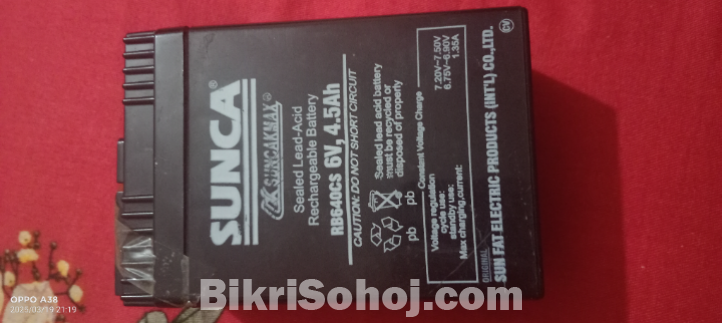 SUNCA®
SUNCAKMAX®
Sealed Lead-Acid
Rechargeable Battery
RB640CS 6V, 4.5Ah
CAUTION: DO NOT SHORT CIRCUIT
Pb
pb
pb
Sealed lead acid battery
must be recycled or
disposed of properly
Constant Voltage Charge
Voltage regulation
cycle use: 7.20V~7.50V
standby use: 6.75V~6.90V
Max charging current: 1.35A
ORIGINAL
SUN FAT ELECTRIC PRODUCTS (INT'L) CO.,LTD.
CV
OPPO A38
2025/03/19 21:19
BikriSohoj.com